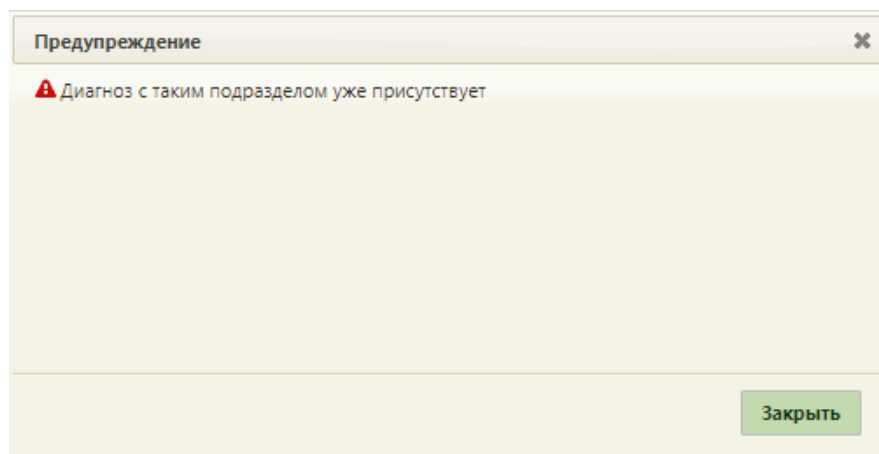 Предупреждение
Диагноз с таким подразделом уже присутствует
Закрыть